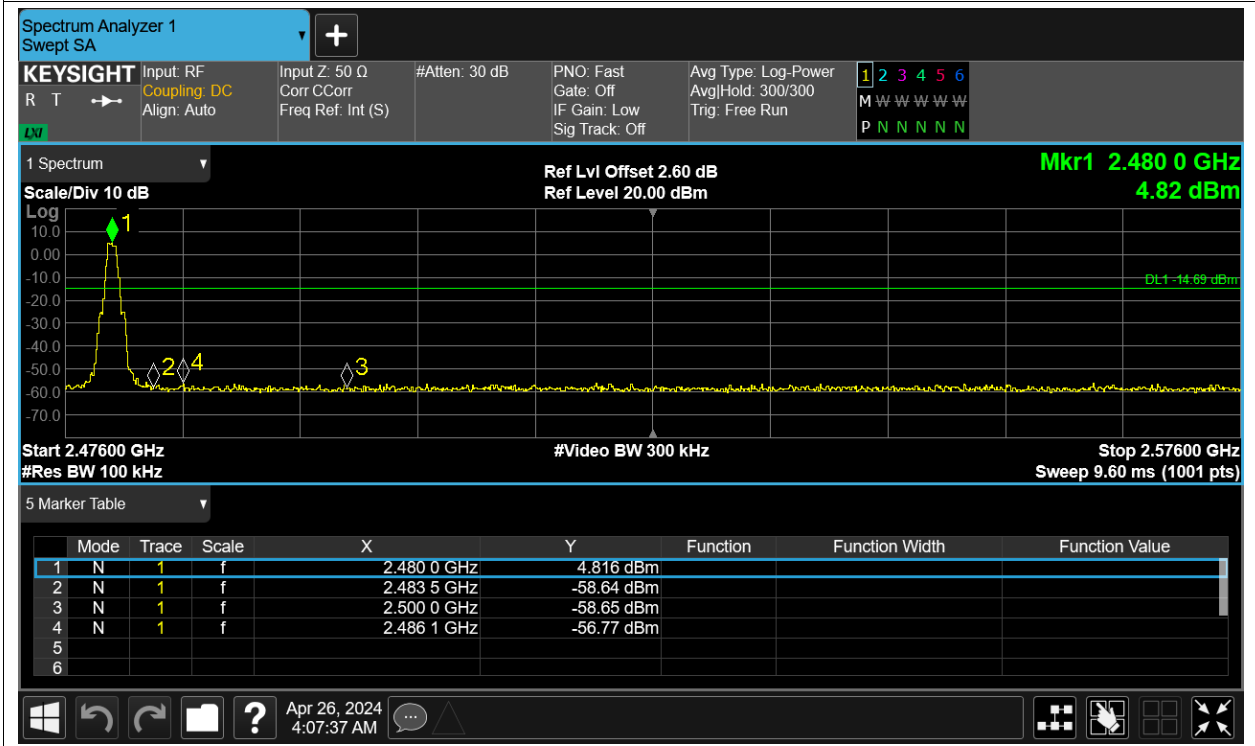 Spectrum Analyzer 1
Swept SA
+
KEYSIGHT
R T
LXI
Input: RF
Coupling: DC
Align: Auto
Input Z: 50 Ω
Corr CCorr
Freq Ref: Int (S)
#Atten: 30 dB
PNO: Fast
Gate: Off
IF Gain: Low
Sig Track: Off
Avg Type: Log-Power
Avg|Hold: 300/300
Trig: Free Run
1 2 3 4 5 6
M W W W W W
P N N N N N
1 Spectrum
Scale/Div 10 dB
Ref Lvl Offset 2.60 dB
Ref Level 20.00 dBm
Mkr1 2.480 0 GHz
4.82 dBm
Log
10.0
0.00
-10.0
-20.0
-30.0
-40.0
-50.0
-60.0
-70.0
1
2
4
3
DL1 -14.69 dBm
Start 2.47600 GHz
#Res BW 100 kHz
#Video BW 300 kHz
Stop 2.57600 GHz
Sweep 9.60 ms (1001 pts)
5 Marker Table
Mode Trace Scale X Y Function Function Width Function Value
1 N 1 f 2.480 0 GHz 4.816 dBm
2 N 1 f 2.483 5 GHz -58.64 dBm
3 N 1 f 2.500 0 GHz -58.65 dBm
4 N 1 f 2.486 1 GHz -56.77 dBm
5
6
?
Apr 26, 2024
4:07:37 AM